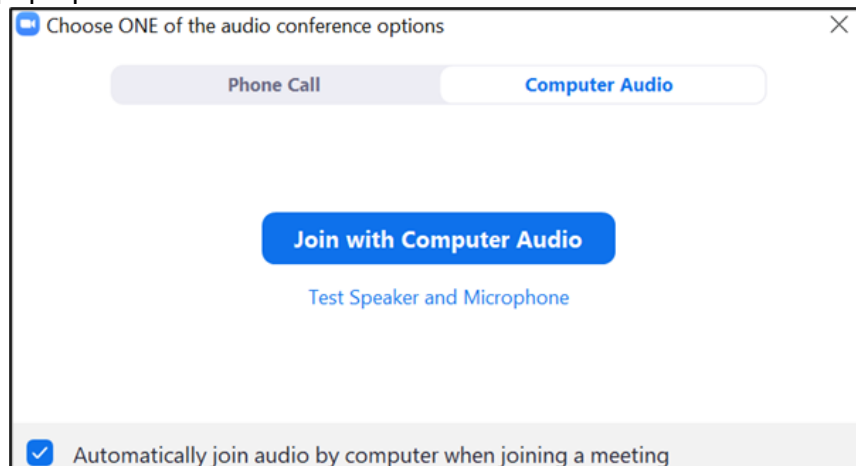 Choose ONE of the audio conference options
Phone Call Computer Audio
Join with Computer Audio
Test Speaker and Microphone
Automatically join audio by computer when joining a meeting